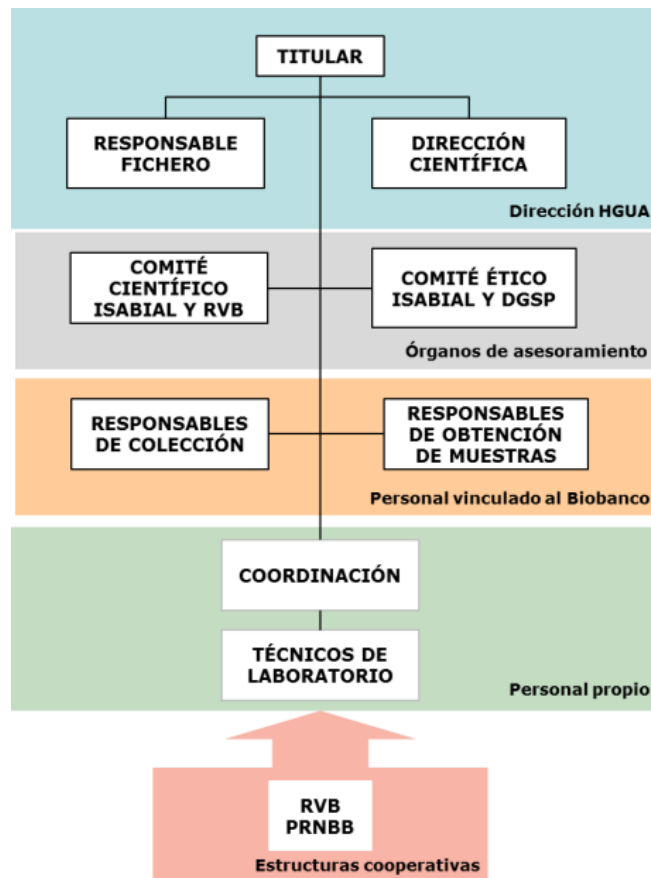 TITULAR
RESPONSABLE
FICHERO
DIRECCIÓN
CIENTÍFICA
Dirección HGUA
COMITÉ
CIENTÍFICO
ISABIAL Y RVB
COMITÉ ÉTICO
ISABIAL Y DGSP
Órganos de asesoramiento
RESPONSABLES
DE COLECCIÓN
RESPONSABLES
DE OBTENCIÓN
DE MUESTRAS
Personal vinculado al Biobanco
COORDINACIÓN
TÉCNICOS DE
LABORATORIO
Personal propio
RVB
PRNBB
Estructuras cooperativas